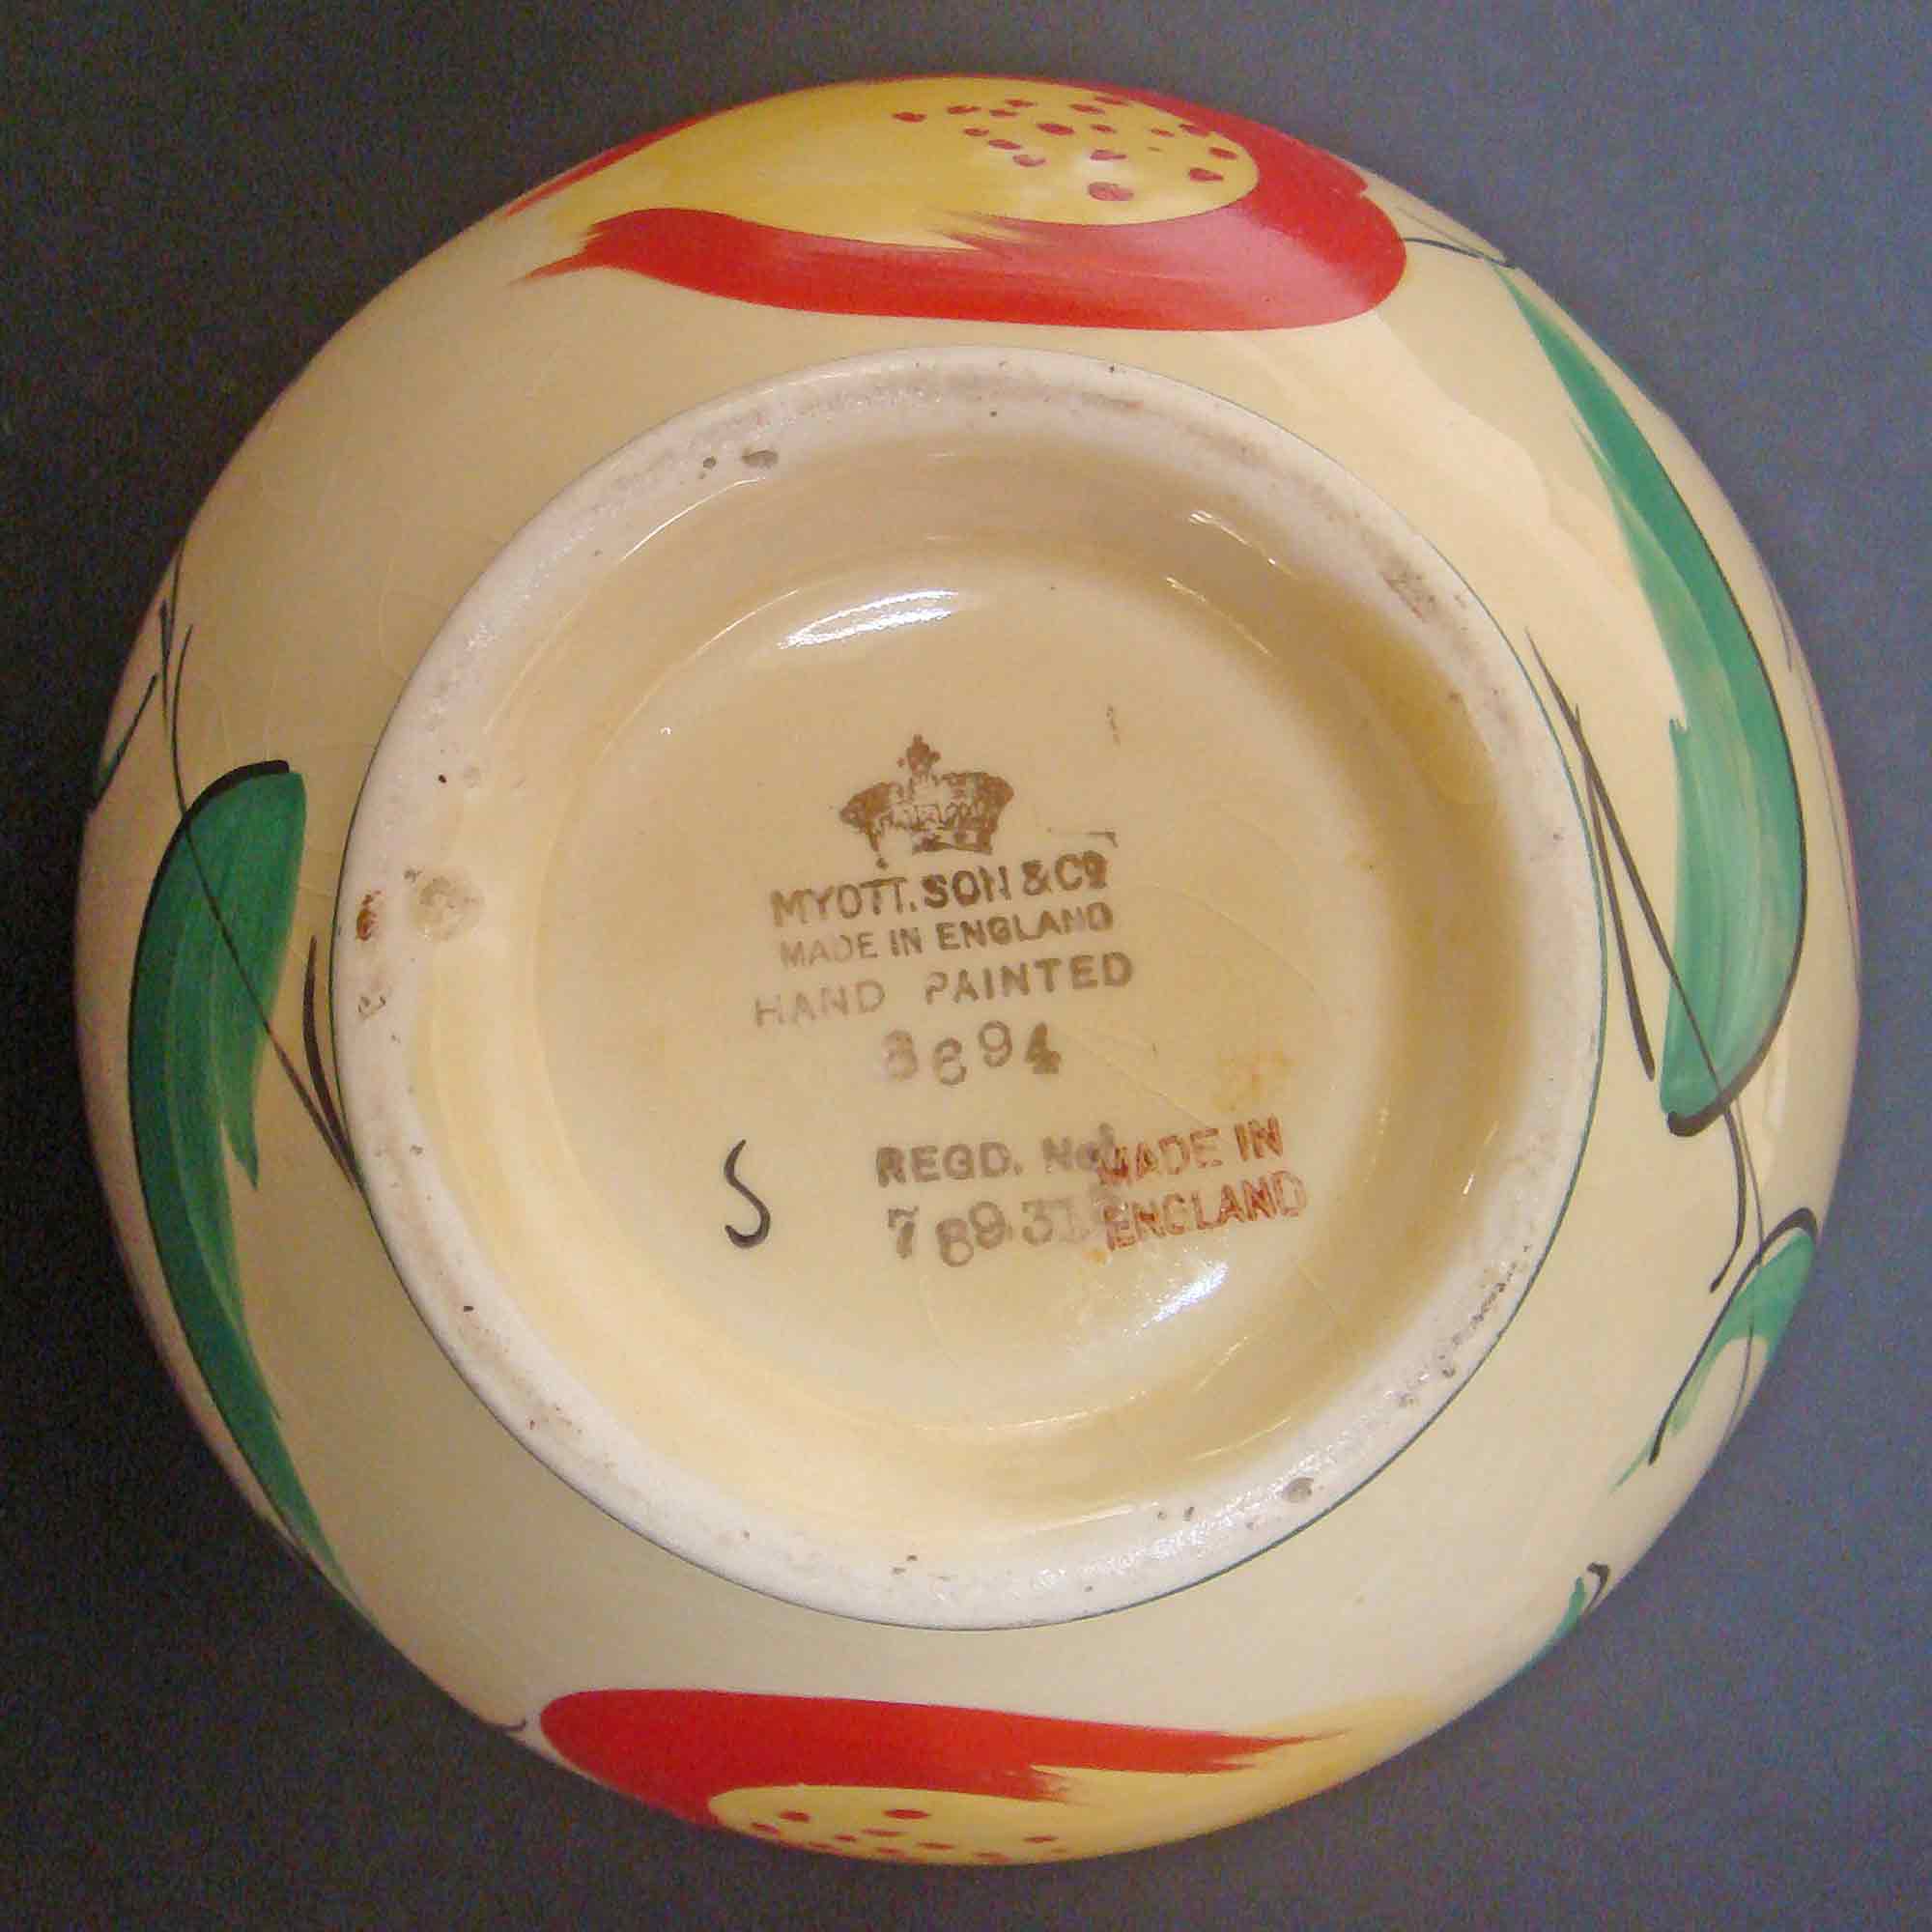 MYOTT. SON & Cº
MADE IN ENGLAND
HAND PAINTED
8694
S
REGD. No
MADE IN
ENGLAND